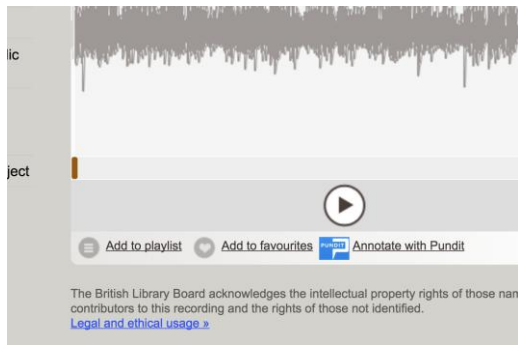 lic
ject
Add to playlist
Add to favourites
PUNDIT
Annotate with Pundit
The British Library Board acknowledges the intellectual property rights of those nam
contributors to this recording and the rights of those not identified.
Legal and ethical usage »